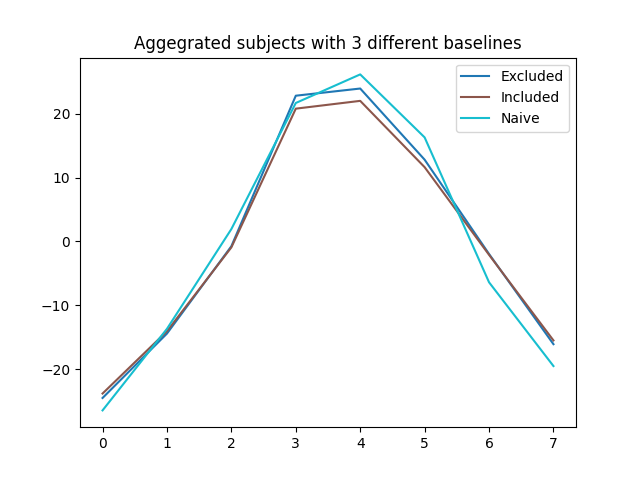 Aggegrated subjects with 3 different baselines
Excluded
Included
Naive
20
10
0
−10
−20
0 1 2 3 4 5 6 7